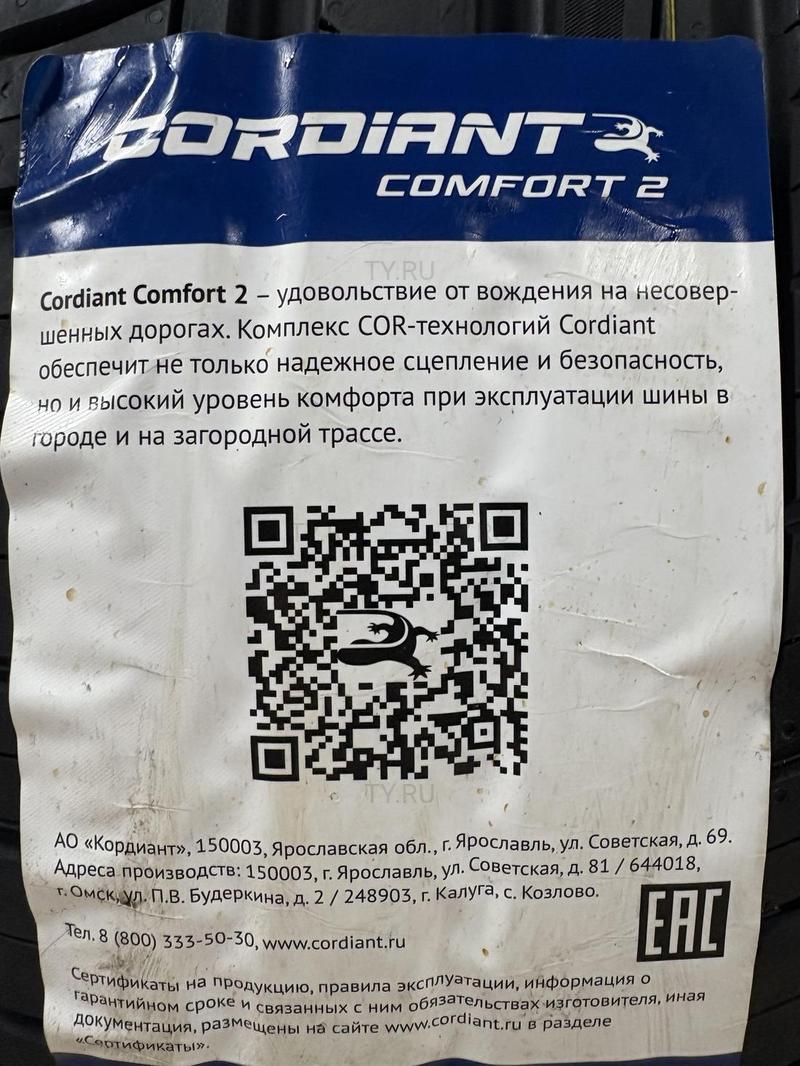 CORDIANT
COMFORT 2
TY.RU
Cordiant Comfort 2 – удовольствие от вождения на несовер-
шенных дорогах. Комплекс COR-технологий Cordiant
обеспечит не только надежное сцепление и безопасность,
но и высокий уровень комфорта при эксплуатации шины в
городе и на загородной трассе.
TY.RU
АО «Кордиант», 150003, Ярославская обл., г. Ярославль, ул. Советская, д. 69.
Адреса производств: 150003, г. Ярославль, ул. Советская, д. 81 / 644018,
г. Омск, ул. П.В. Будеркина, д. 2 / 248903, г. Калуга, с. Козлово.
EAC
Тел. 8 (800) 333-50-30, www.cordiant.ru
Сертификаты на продукцию, правила эксплуатации, информация о
гарантийном сроке и связанных с ним обязательствах изготовителя, иная
документация, размещены на сайте www.cordiant.ru в разделе
«Сертификаты».